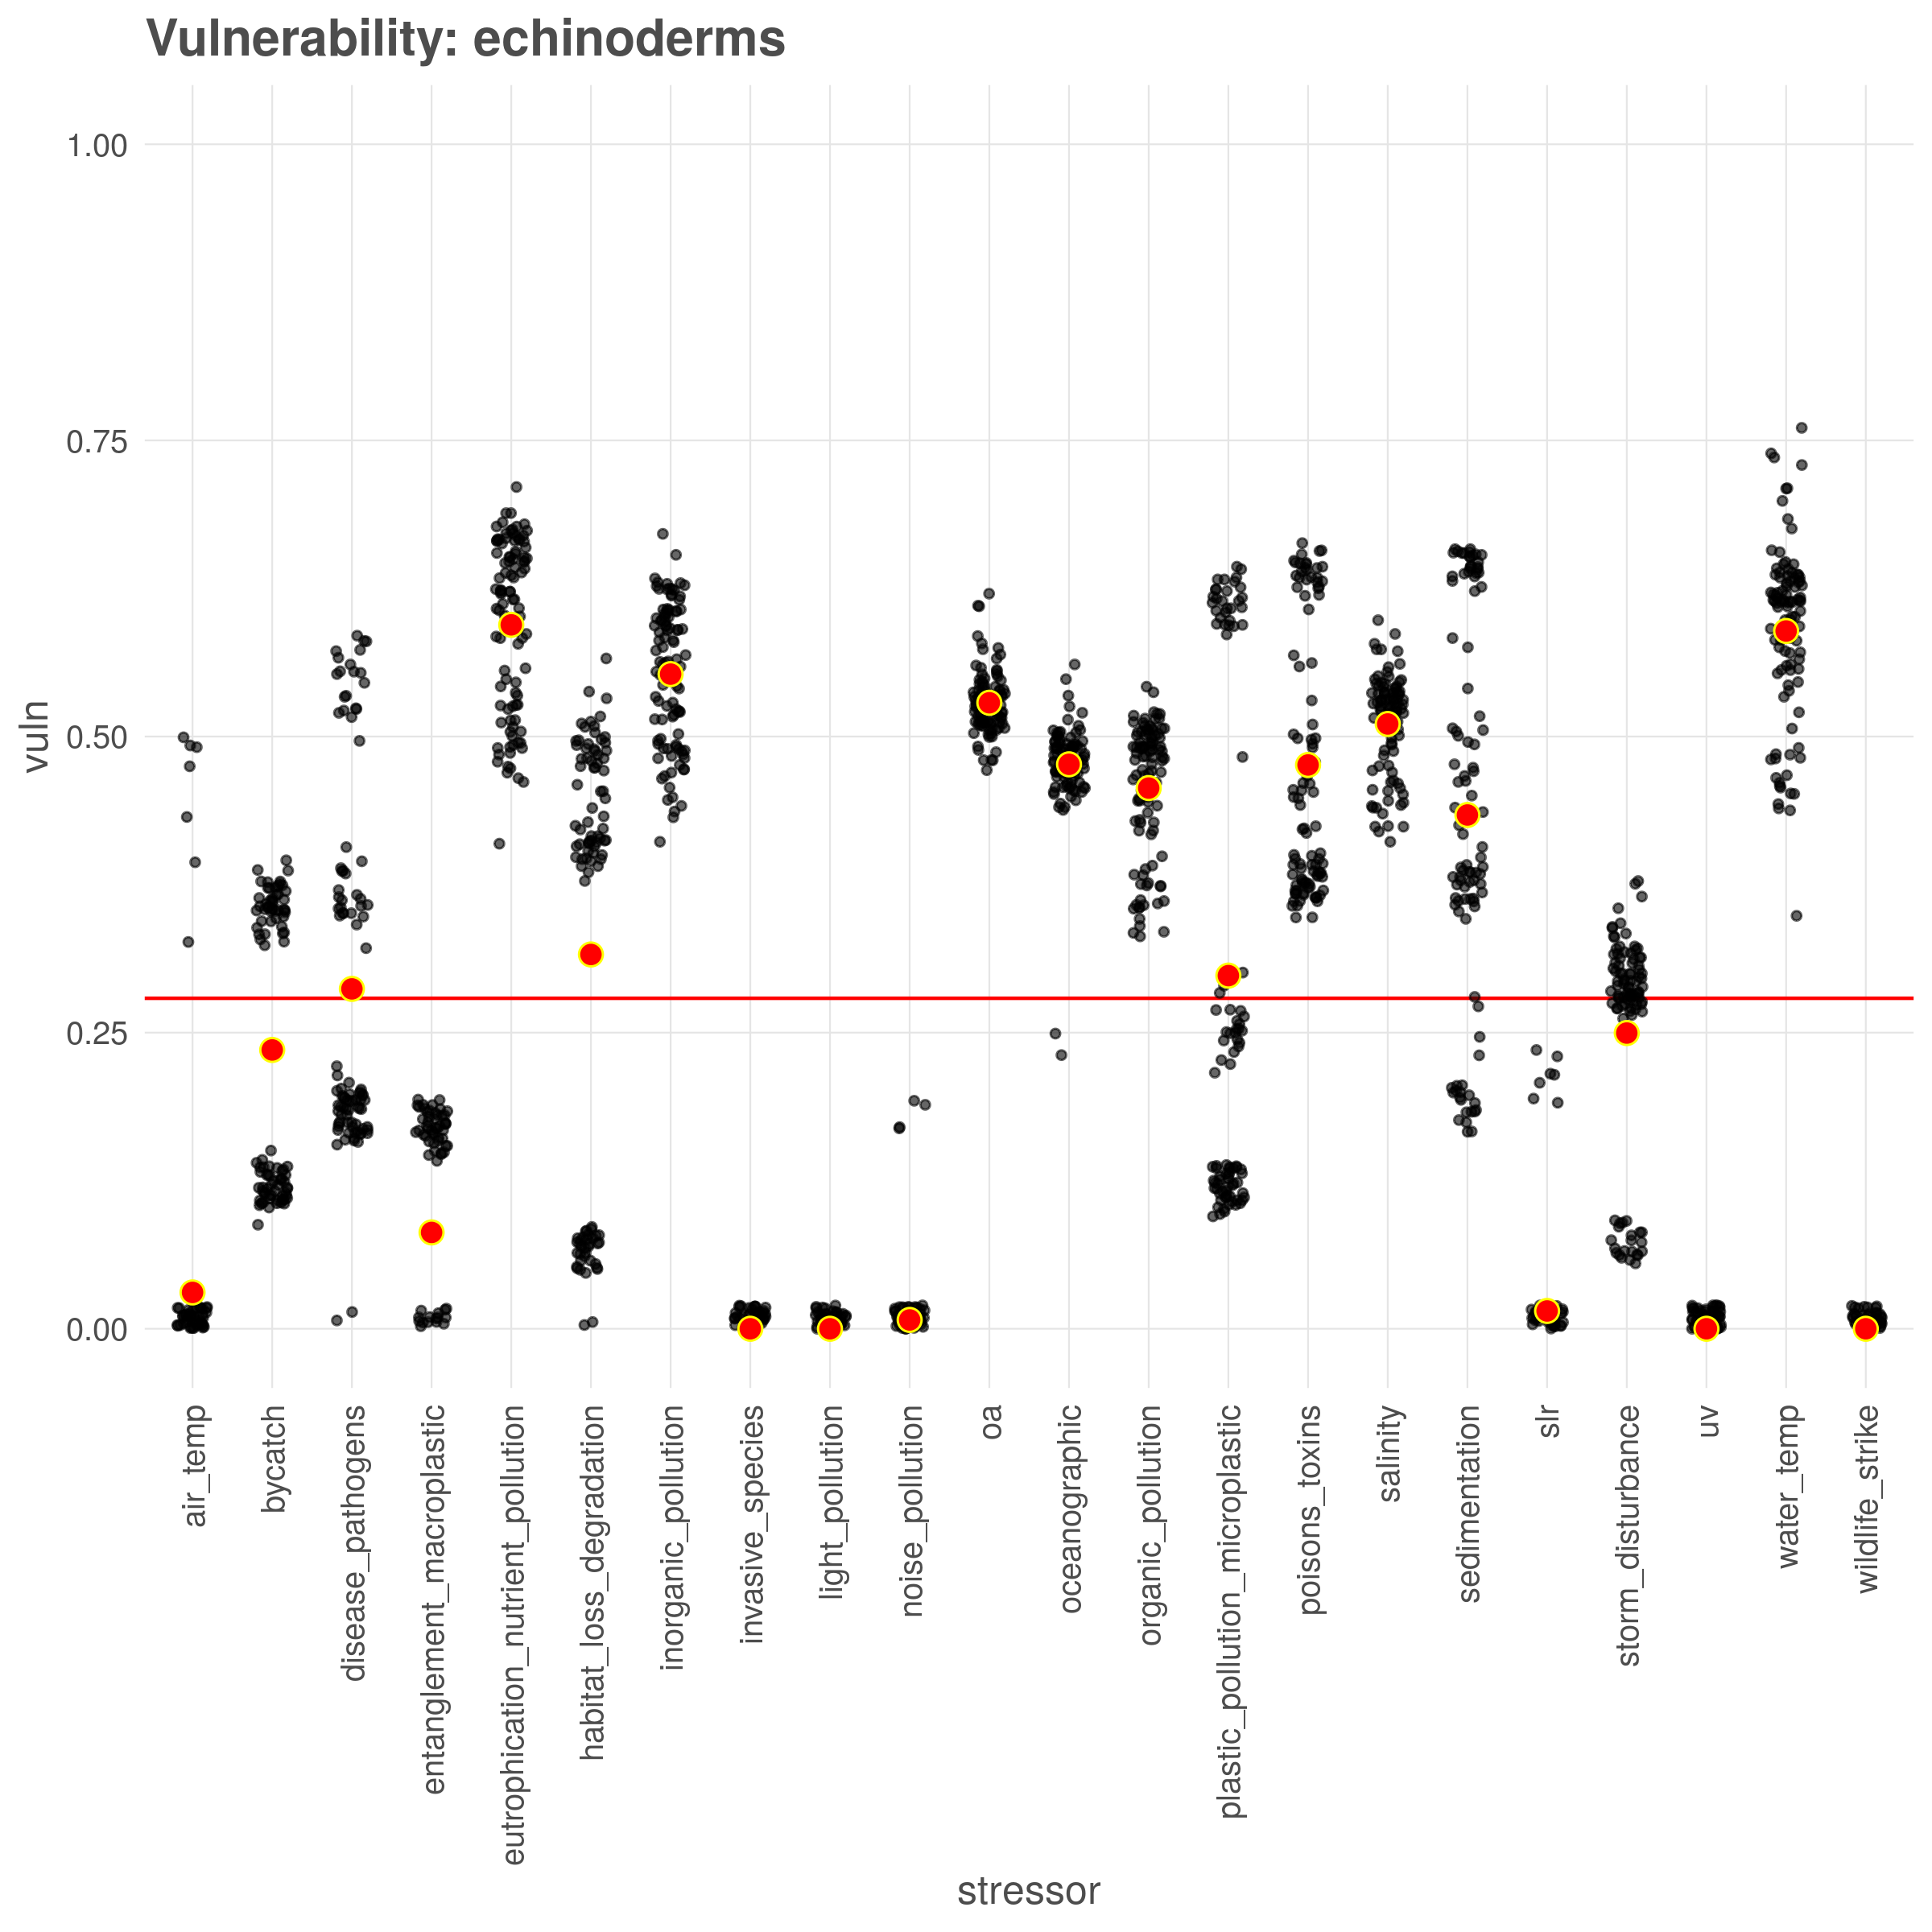 Vulnerability: echinoderms
vuln
1.00
0.75
0.50
0.25
0.00
air_temp
bycatch
disease_pathogens
entanglement_macroplastic
eutrophication_nutrient_pollution
habitat_loss_degradation
inorganic_pollution
invasive_species
light_pollution
noise_pollution
oa
oceanographic
organic_pollution
plastic_pollution_microplastic
poisons_toxins
salinity
sedimentation
slr
storm_disturbance
uv
water_temp
wildlife_strike
stressor